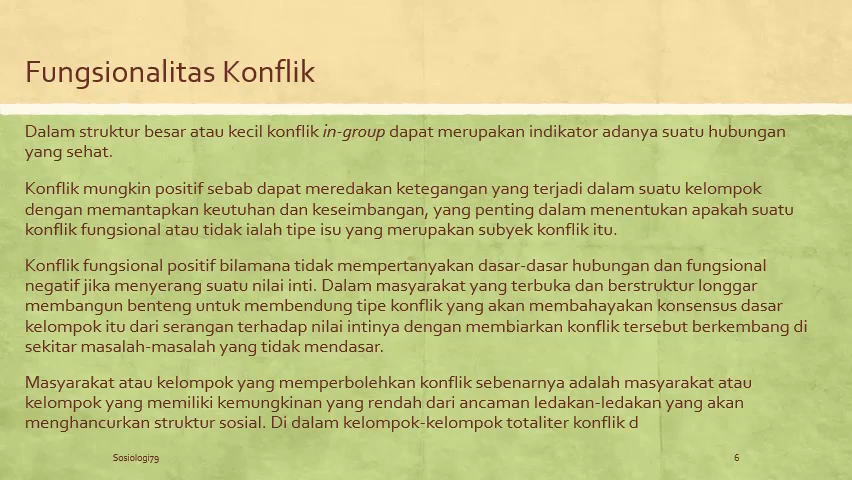 Fungsionalitas Konflik
Dalam struktur besar atau kecil konflik in-group dapat merupakan indikator adanya suatu hubungan
yang sehat.
Konflik mungkin positif sebab dapat meredakan ketegangan yang terjadi dalam suatu kelompok
dengan memantapkan keutuhan dan keseimbangan, yang penting dalam menentukan apakah suatu
konflik fungsional atau tidak ialah tipe isu yang merupakan subyek konflik itu.
Konflik fungsional positif bilamana tidak mempertanyakan dasar-dasar hubungan dan fungsional
negatif jika menyerang suatu nilai inti. Dalam masyarakat yang terbuka dan berstruktur longgar
membangun benteng untuk membendung tipe konflik yang akan membahayakan konsensus dasar
kelompok itu dari serangan terhadap nilai intinya dengan membiarkan konflik tersebut berkembang di
sekitar masalah-masalah yang tidak mendasar.
Masyarakat atau kelompok yang memperbolehkan konflik sebenarnya adalah masyarakat atau
kelompok yang memiliki kemungkinan yang rendah dari ancaman ledakan-ledakan yang akan
menghancurkan struktur sosial. Di dalam kelompok-kelompok totaliter konflik d
Sosiologi79
6